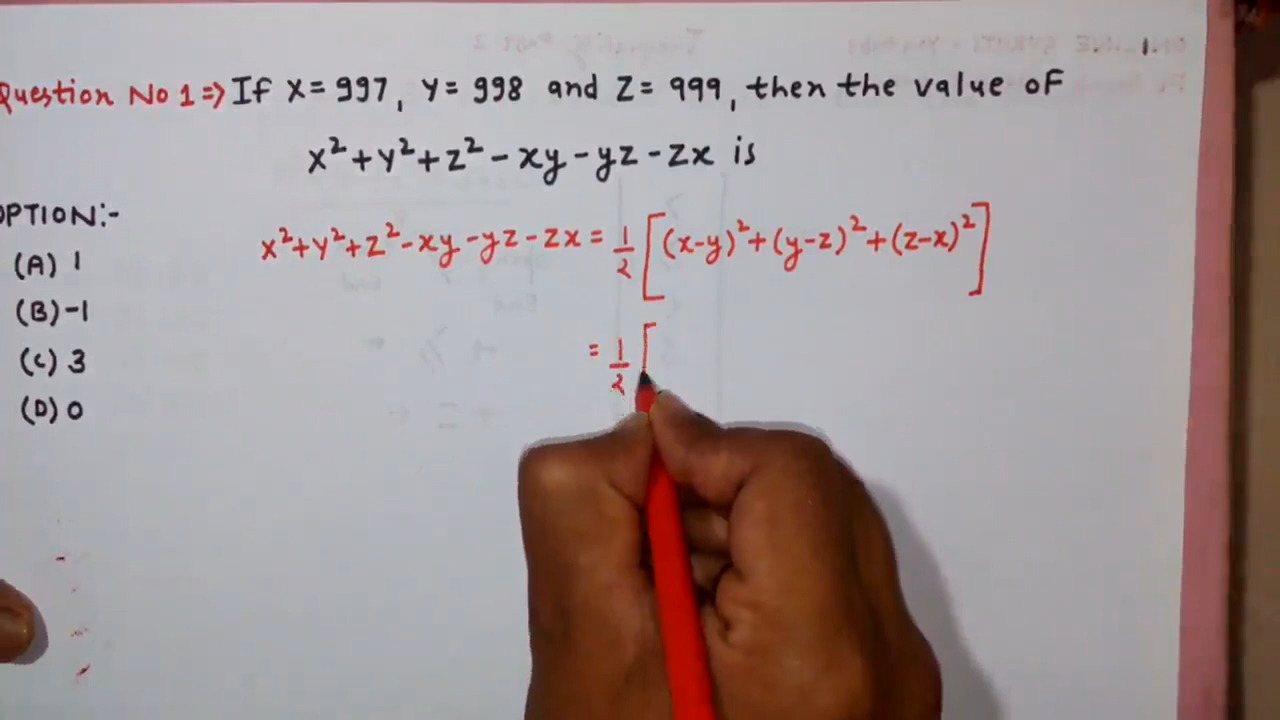 1.
Question No 1 => If x = 997, y = 998 and z = 999, then the value of
x² + y² + z² - xy - yz - zx is
OPTION:-
x² + y² + z² - xy - yz - zx = 1/2 [(x-y)² + (y-z)² + (z-x)²]
(A) 1
(B) -1
= 1/2 [
(C) 3
(D) 0